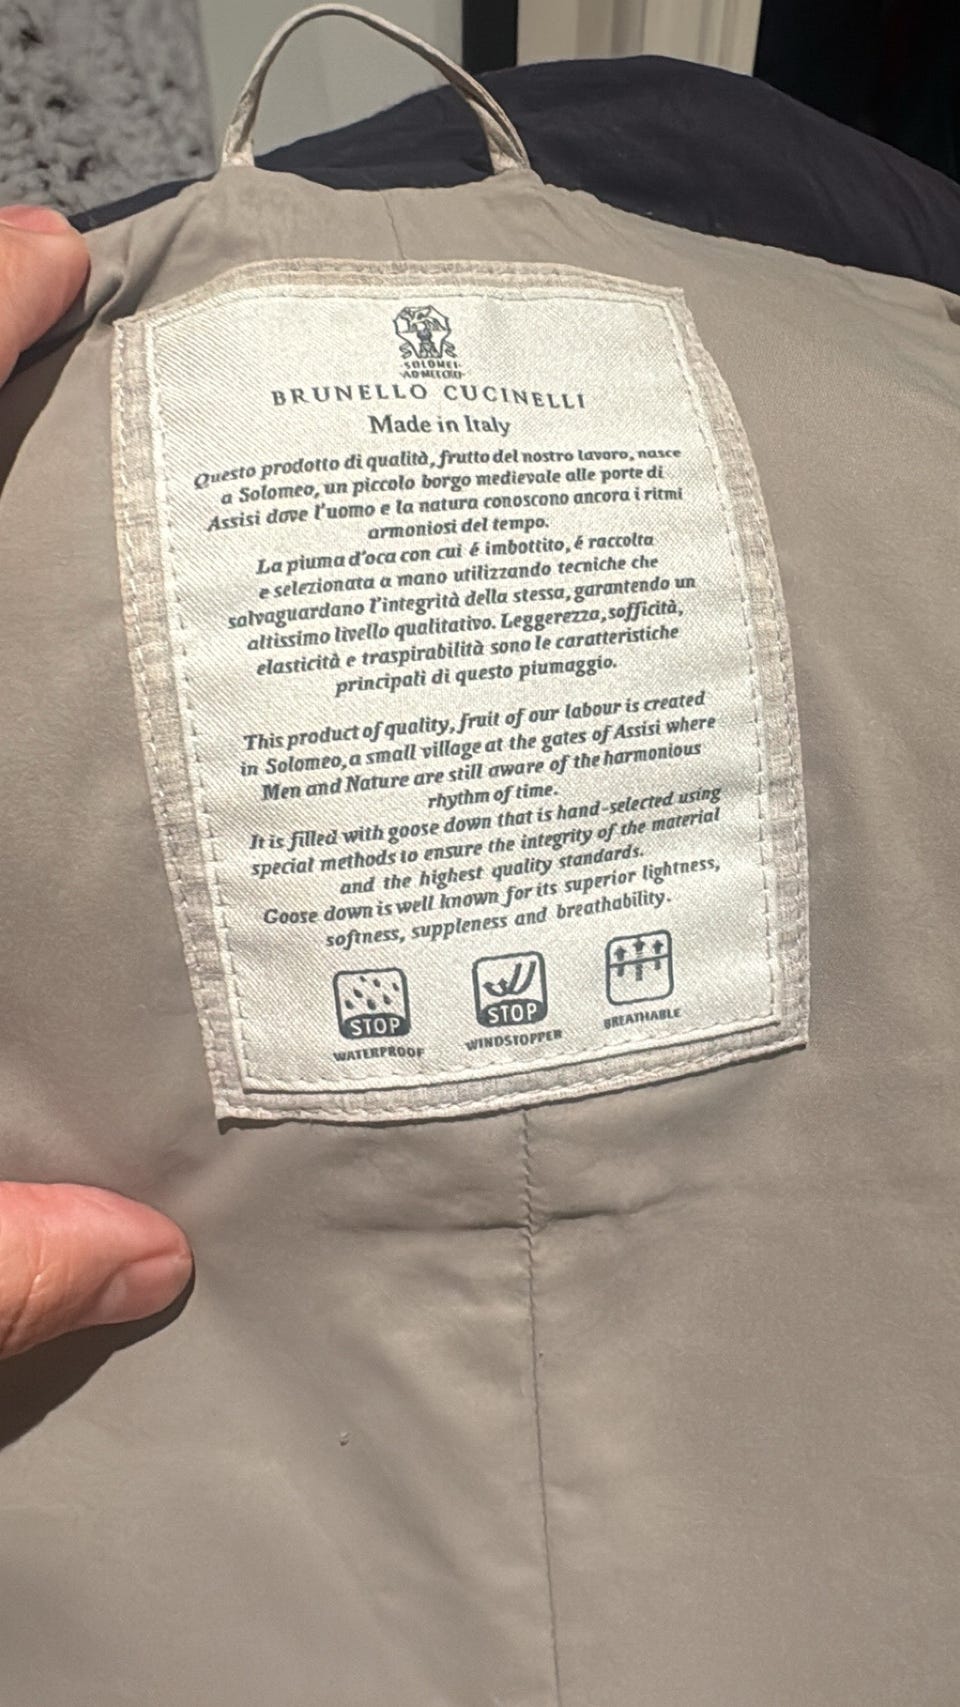 SOLOMEI
AD MELCRO
BRUNELLO CUCINELLI
Made in Italy
Questo prodotto di qualità, frutto del nostro lavoro, nasce
a Solomeo, un piccolo borgo medievale alle porte di
Assisi dove l'uomo e la natura conoscono ancora i ritmi
armoniosi del tempo.
La piuma d'oca con cui é imbottito, é raccolta
e selezionata a mano utilizzando tecniche che
salvaguardano l'integrità della stessa, garantendo un
altissimo livello qualitativo. Leggerezza, sofficità,
elasticità e traspirabilità sono le caratteristiche
principali di questo piumaggio.
This product of quality, fruit of our labour is created
in Solomeo, a small village at the gates of Assisi where
Men and Nature are still aware of the harmonious
rhythm of time.
It is filled with goose down that is hand-selected using
special methods to ensure the integrity of the material
and the highest quality standards.
Goose down is well known for its superior lightness,
softness, suppleness and breathability.
STOP STOP
WATERPROOF WINDSTOPPER BREATHABLE